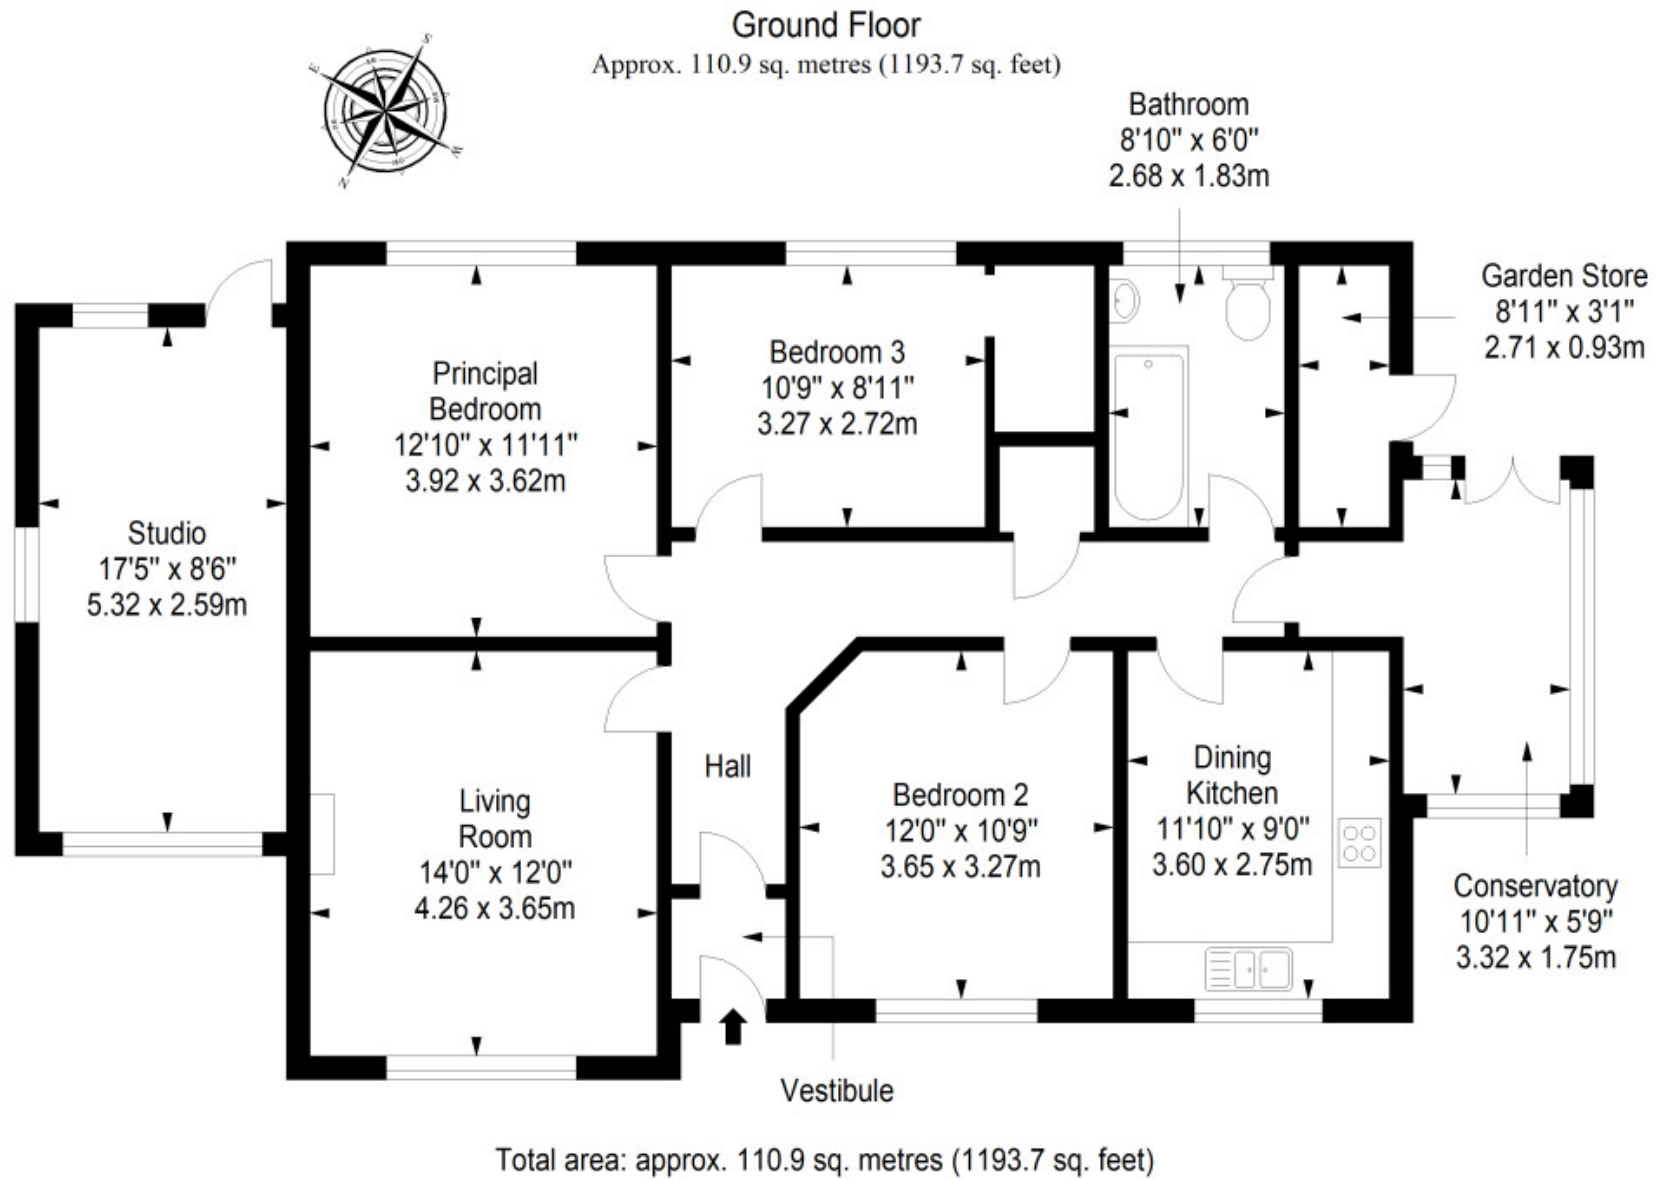 Ground Floor
Approx. 110.9 sq. metres (1193.7 sq. feet)
S
E
W
N
Bathroom
8'10" x 6'0"
2.68 x 1.83m
Garden Store
8'11" x 3'1"
2.71 x 0.93m
Principal
Bedroom
12'10" x 11'11"
3.92 x 3.62m
Bedroom 3
10'9" x 8'11"
3.27 x 2.72m
Studio
17'5" x 8'6"
5.32 x 2.59m
Living
Room
14'0" x 12'0"
4.26 x 3.65m
Hall
Bedroom 2
12'0" x 10'9"
3.65 x 3.27m
Dining
Kitchen
11'10" x 9'0"
3.60 x 2.75m
Conservatory
10'11" x 5'9"
3.32 x 1.75m
Vestibule
Total area: approx. 110.9 sq. metres (1193.7 sq. feet)